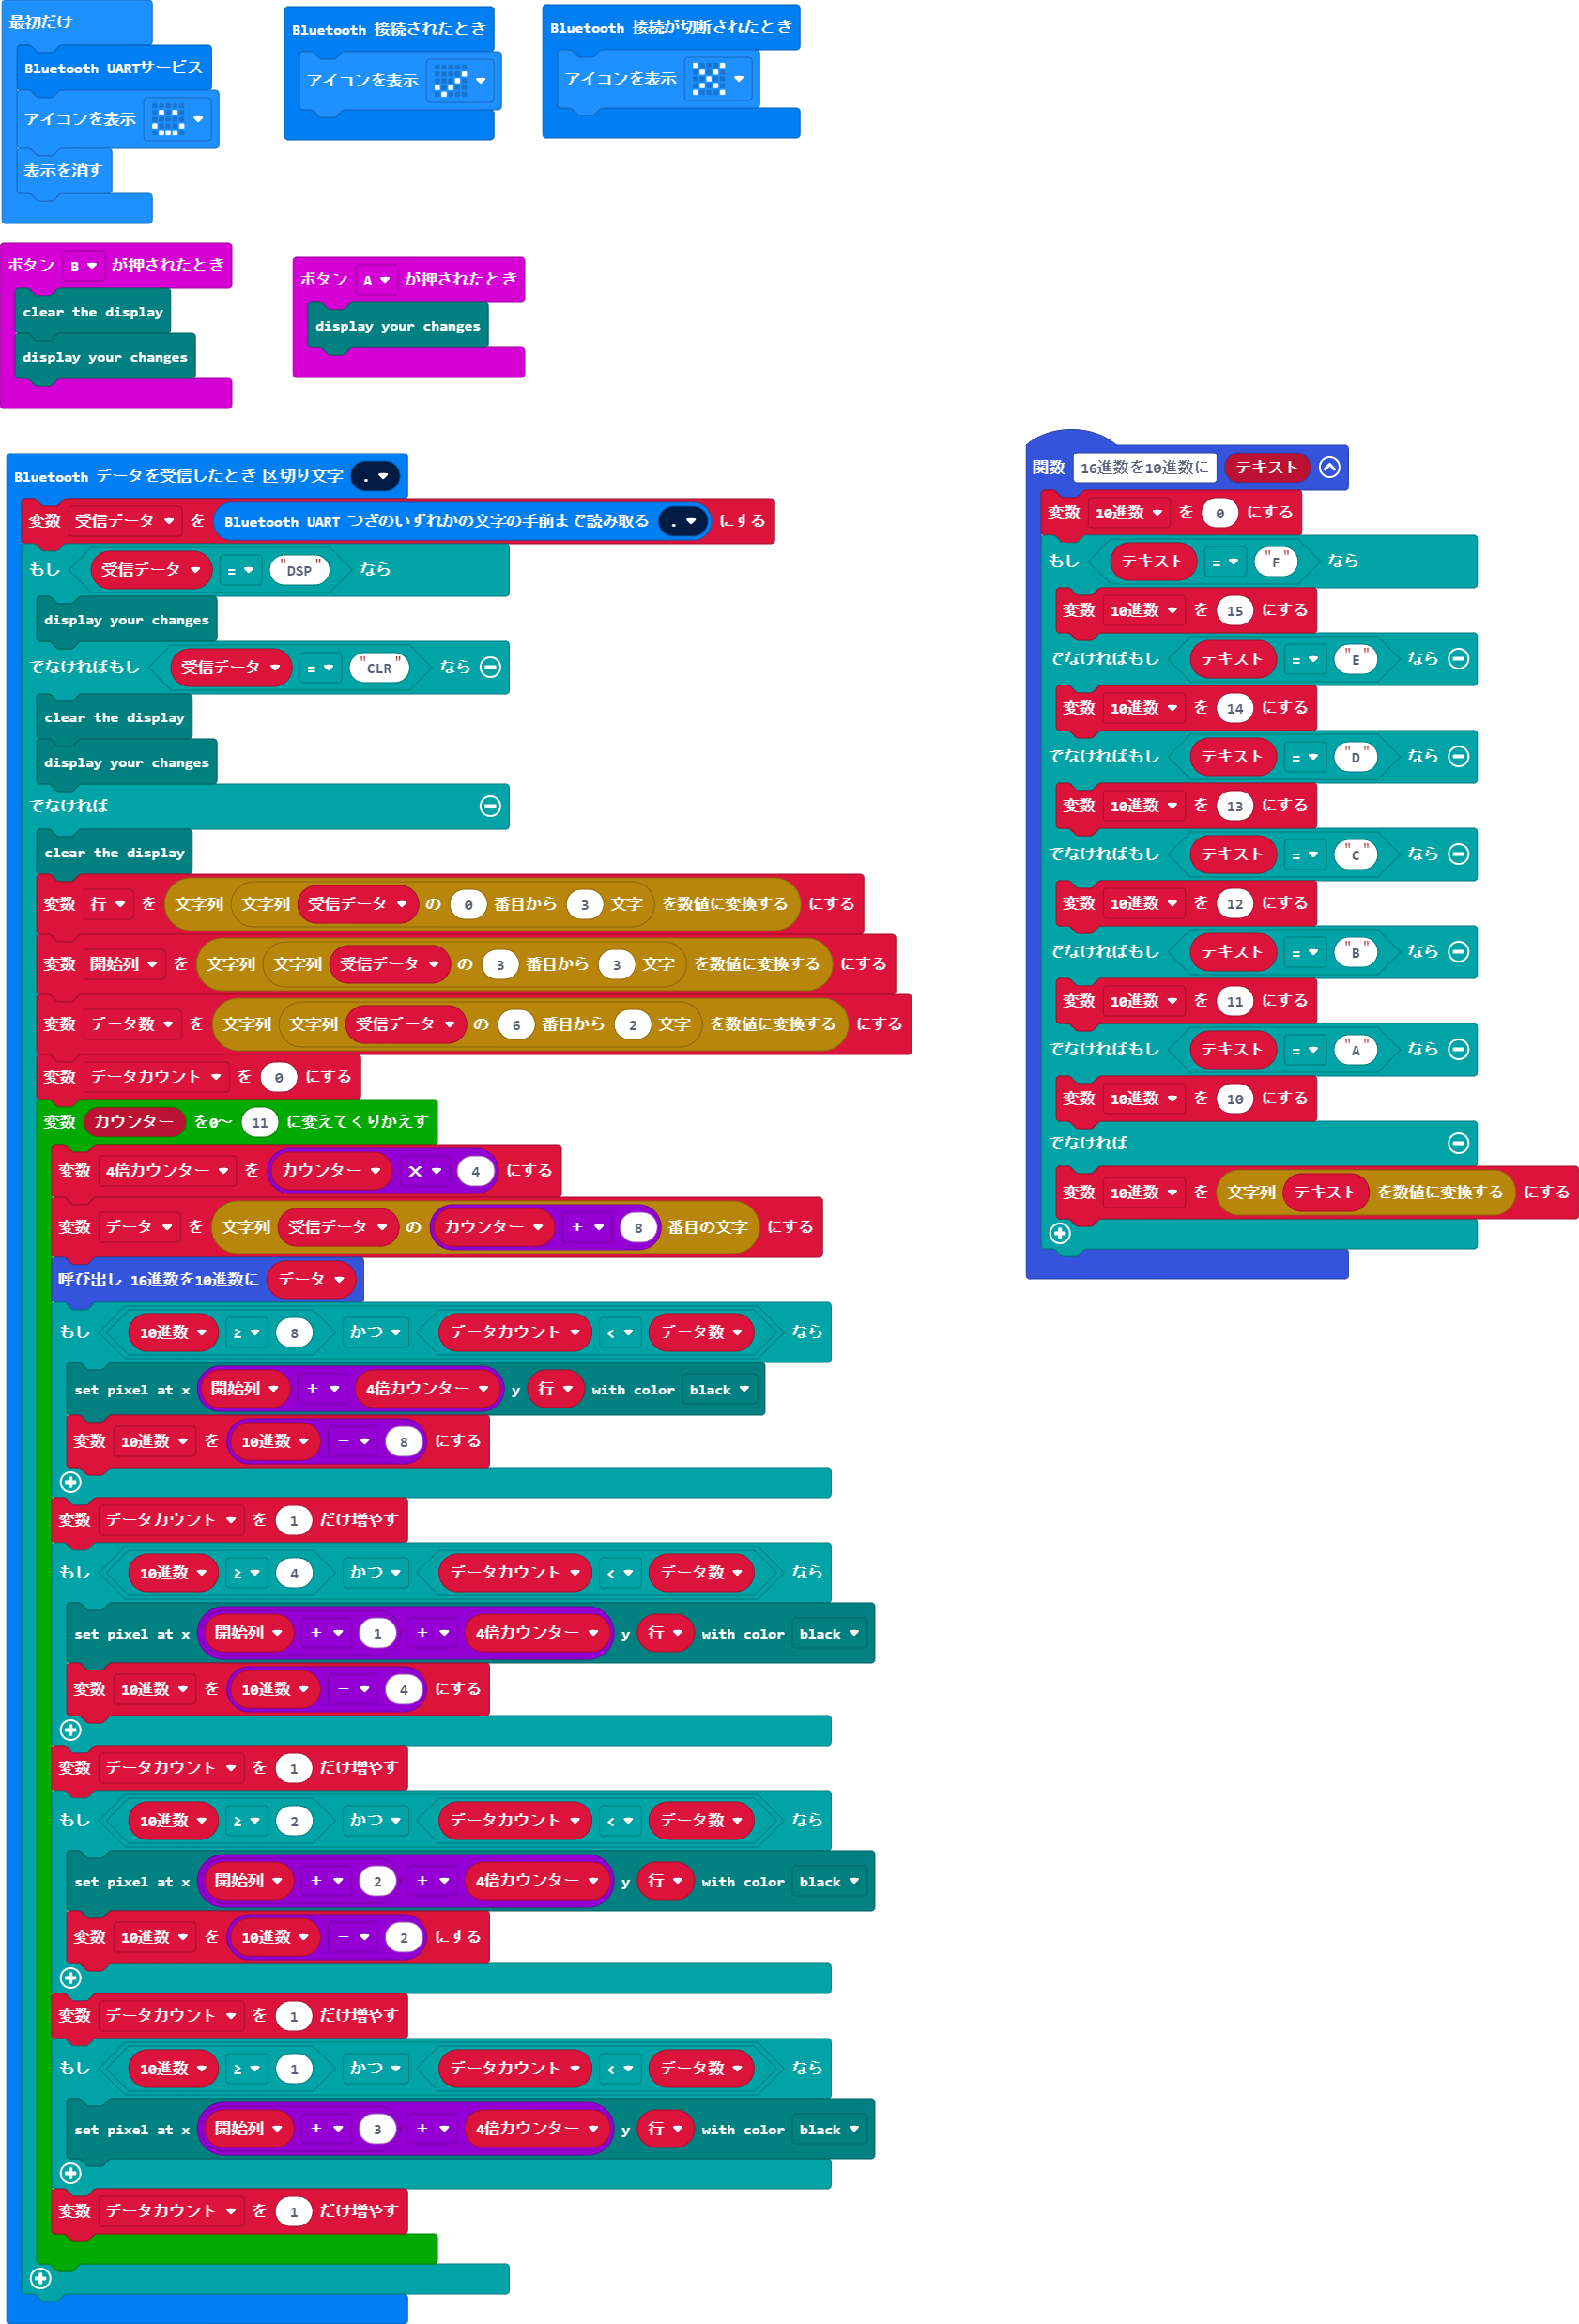 最初だけ
Bluetooth UARTサービス
アイコンを表示
表示を消す
Bluetooth 接続されたとき
アイコンを表示
Bluetooth 接続が切断されたとき
アイコンを表示
ボタン B が押されたとき
clear the display
display your changes
ボタン A が押されたとき
display your changes
Bluetooth データを受信したとき 区切り文字 .
変数 受信データ を Bluetooth UART つぎのいずれかの文字の手前まで読み取る . にする
もし 受信データ = "DSP" なら
display your changes
でなければもし 受信データ = "CLR" なら
clear the display
display your changes
でなければ
clear the display
変数 行 を 文字列 文字列 受信データ の 0 番目から 3 文字 を数値に変換する にする
変数 開始列 を 文字列 文字列 受信データ の 3 番目から 3 文字 を数値に変換する にする
変数 データ数 を 文字列 文字列 受信データ の 6 番目から 2 文字 を数値に変換する にする
変数 データカウント を 0 にする
変数 カウンター を0～ 11 に変えてくりかえす
変数 4倍カウンター を カウンター × 4 にする
変数 データ を 文字列 受信データ の カウンター + 8 番目の文字 にする
呼び出し 16進数を10進数に データ
もし 10進数 ≥ 8 かつ データカウント < データ数 なら
set pixel at x 開始列 + 4倍カウンター y 行 with color black
変数 10進数 を 10進数 - 8 にする
変数 データカウント を 1 だけ増やす
もし 10進数 ≥ 4 かつ データカウント < データ数 なら
set pixel at x 開始列 + 1 + 4倍カウンター y 行 with color black
変数 10進数 を 10進数 - 4 にする
変数 データカウント を 1 だけ増やす
もし 10進数 ≥ 2 かつ データカウント < データ数 なら
set pixel at x 開始列 + 2 + 4倍カウンター y 行 with color black
変数 10進数 を 10進数 - 2 にする
変数 データカウント を 1 だけ増やす
もし 10進数 ≥ 1 かつ データカウント < データ数 なら
set pixel at x 開始列 + 3 + 4倍カウンター y 行 with color black
変数 データカウント を 1 だけ増やす
関数 16進数を10進数に テキスト
変数 10進数 を 0 にする
もし テキスト = "F" なら
変数 10進数 を 15 にする
でなければもし テキスト = "E" なら
変数 10進数 を 14 にする
でなければもし テキスト = "D" なら
変数 10進数 を 13 にする
でなければもし テキスト = "C" なら
変数 10進数 を 12 にする
でなければもし テキスト = "B" なら
変数 10進数 を 11 にする
でなければもし テキスト = "A" なら
変数 10進数 を 10 にする
でなければ
変数 10進数 を 文字列 テキスト を数値に変換する にする